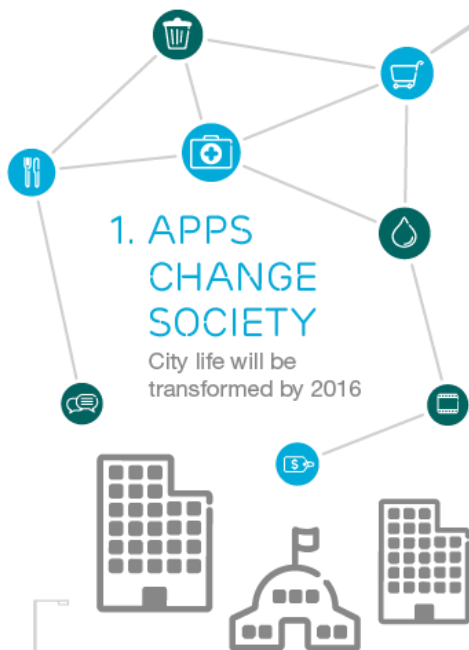 1. APPS
CHANGE
SOCIETY
City life will be
transformed by 2016
$